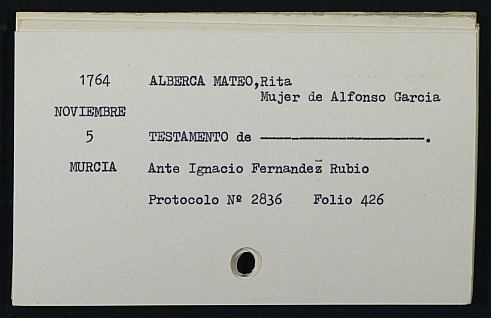 1764 ALBERCA MATEO,Rita
Mujer de Alfonso Garcia
NOVIEMBRE
5 TESTAMENTO de ---------------------.
MURCIA Ante Ignacio Fernandez Rubio
Protocolo Nº 2836 Folio 426